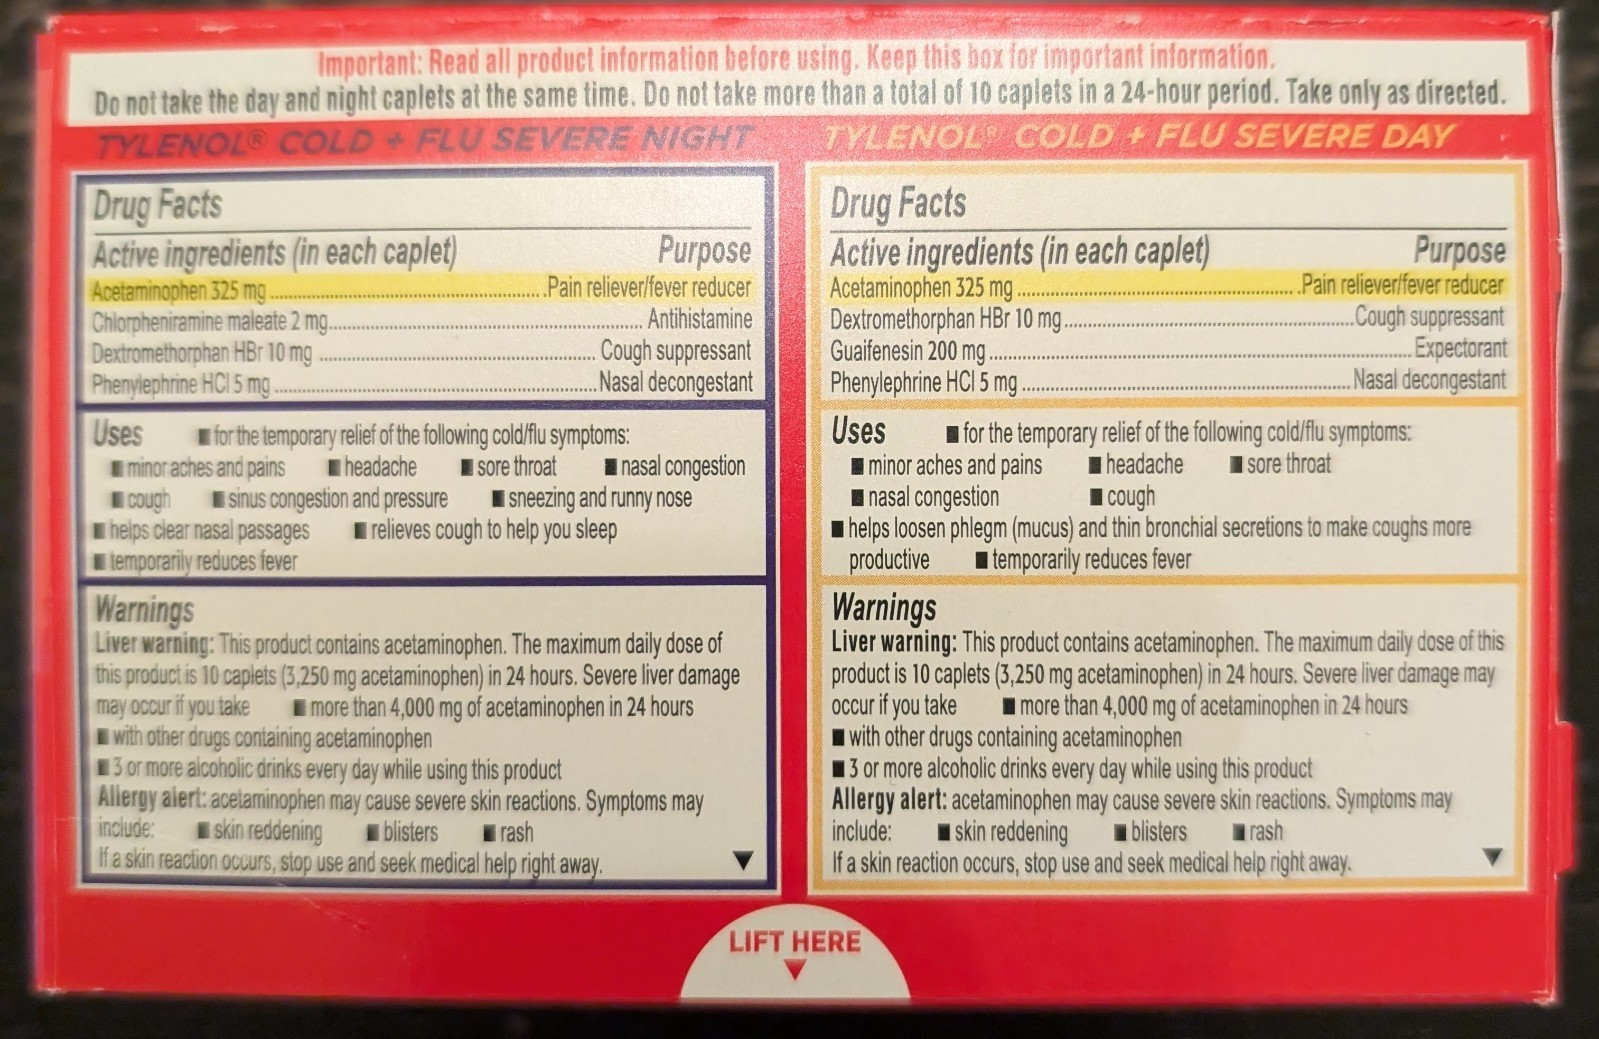 Important: Read all product information before using. Keep this box for important information.
Do not take the day and night caplets at the same time. Do not take more than a total of 10 caplets in a 24-hour period. Take only as directed.
TYLENOL® COLD + FLU SEVERE NIGHT
Drug Facts
Active ingredients (in each caplet) Purpose
Acetaminophen 325 mg ........ Pain reliever/fever reducer
Chlorpheniramine maleate 2 mg ........ Antihistamine
Dextromethorphan HBr 10 mg ........ Cough suppressant
Phenylephrine HCl 5 mg ........ Nasal decongestant
Uses ■ for the temporary relief of the following cold/flu symptoms:
■ minor aches and pains ■ headache ■ sore throat ■ nasal congestion
■ cough ■ sinus congestion and pressure ■ sneezing and runny nose
■ helps clear nasal passages ■ relieves cough to help you sleep
■ temporarily reduces fever
Warnings
Liver warning: This product contains acetaminophen. The maximum daily dose of
this product is 10 caplets (3,250 mg acetaminophen) in 24 hours. Severe liver damage
may occur if you take ■ more than 4,000 mg of acetaminophen in 24 hours
■ with other drugs containing acetaminophen
■ 3 or more alcoholic drinks every day while using this product
Allergy alert: acetaminophen may cause severe skin reactions. Symptoms may
include: ■ skin reddening ■ blisters ■ rash
If a skin reaction occurs, stop use and seek medical help right away. ▼
TYLENOL® COLD + FLU SEVERE DAY
Drug Facts
Active ingredients (in each caplet) Purpose
Acetaminophen 325 mg ........ Pain reliever/fever reducer
Dextromethorphan HBr 10 mg ........ Cough suppressant
Guaifenesin 200 mg ........ Expectorant
Phenylephrine HCl 5 mg ........ Nasal decongestant
Uses ■ for the temporary relief of the following cold/flu symptoms:
■ minor aches and pains ■ headache ■ sore throat
■ nasal congestion ■ cough
■ helps loosen phlegm (mucus) and thin bronchial secretions to make coughs more
productive ■ temporarily reduces fever
Warnings
Liver warning: This product contains acetaminophen. The maximum daily dose of this
product is 10 caplets (3,250 mg acetaminophen) in 24 hours. Severe liver damage may
occur if you take ■ more than 4,000 mg of acetaminophen in 24 hours
■ with other drugs containing acetaminophen
■ 3 or more alcoholic drinks every day while using this product
Allergy alert: acetaminophen may cause severe skin reactions. Symptoms may
include: ■ skin reddening ■ blisters ■ rash
If a skin reaction occurs, stop use and seek medical help right away. ▼
LIFT HERE
▼